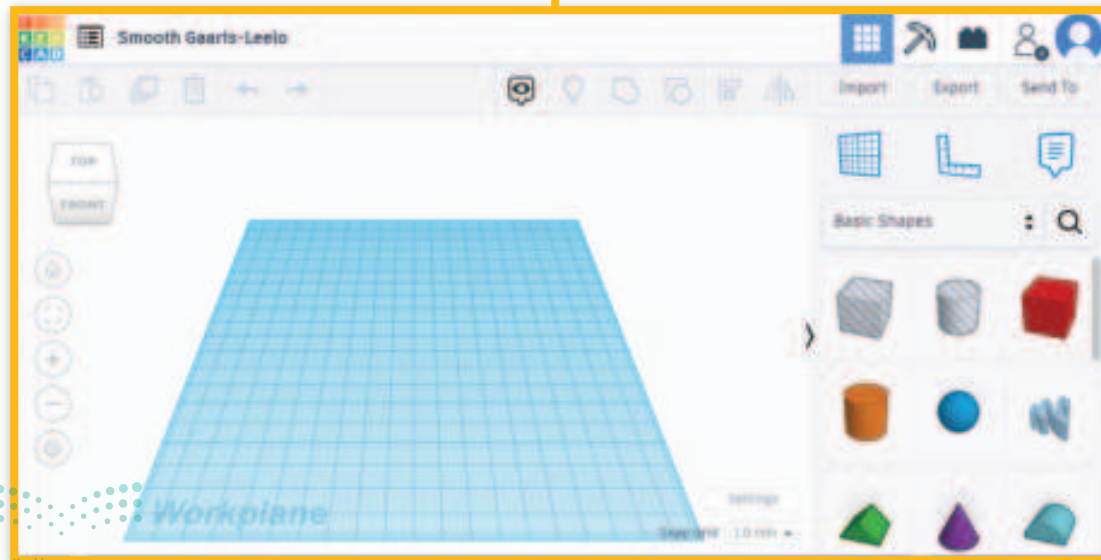 Smooth Gaarts-Leelo
Import Export Send To
TOP
FRONT
Basic Shapes
Workplane
Settings
Snap Grid 1.0 mm